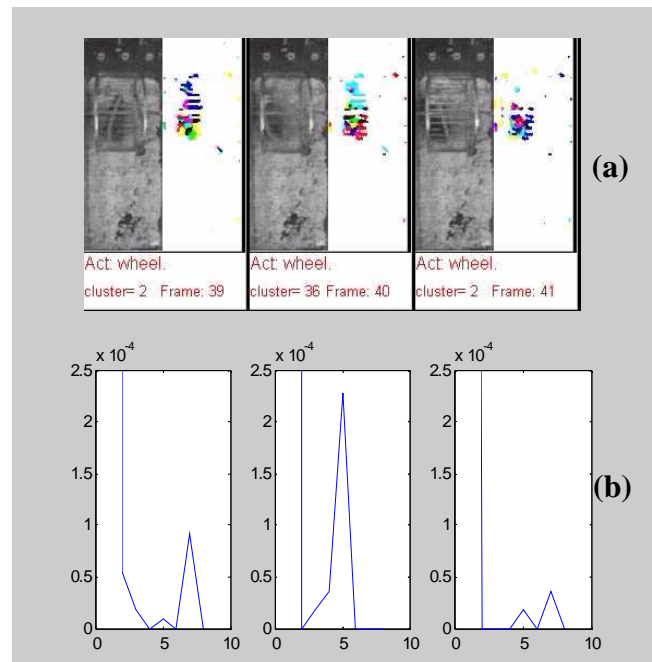 (a)
Act: wheel.
cluster= 2 Frame: 39
Act: wheel.
cluster= 36 Frame: 40
Act: wheel.
cluster= 2 Frame: 41
x 10⁻⁴
2.5
2
1.5
1
0.5
0
0 5 10
x 10⁻⁴
2.5
2
1.5
1
0.5
0
0 5 10
x 10⁻⁴
2.5
2
1.5
1
0.5
0
0 5 10
(b)